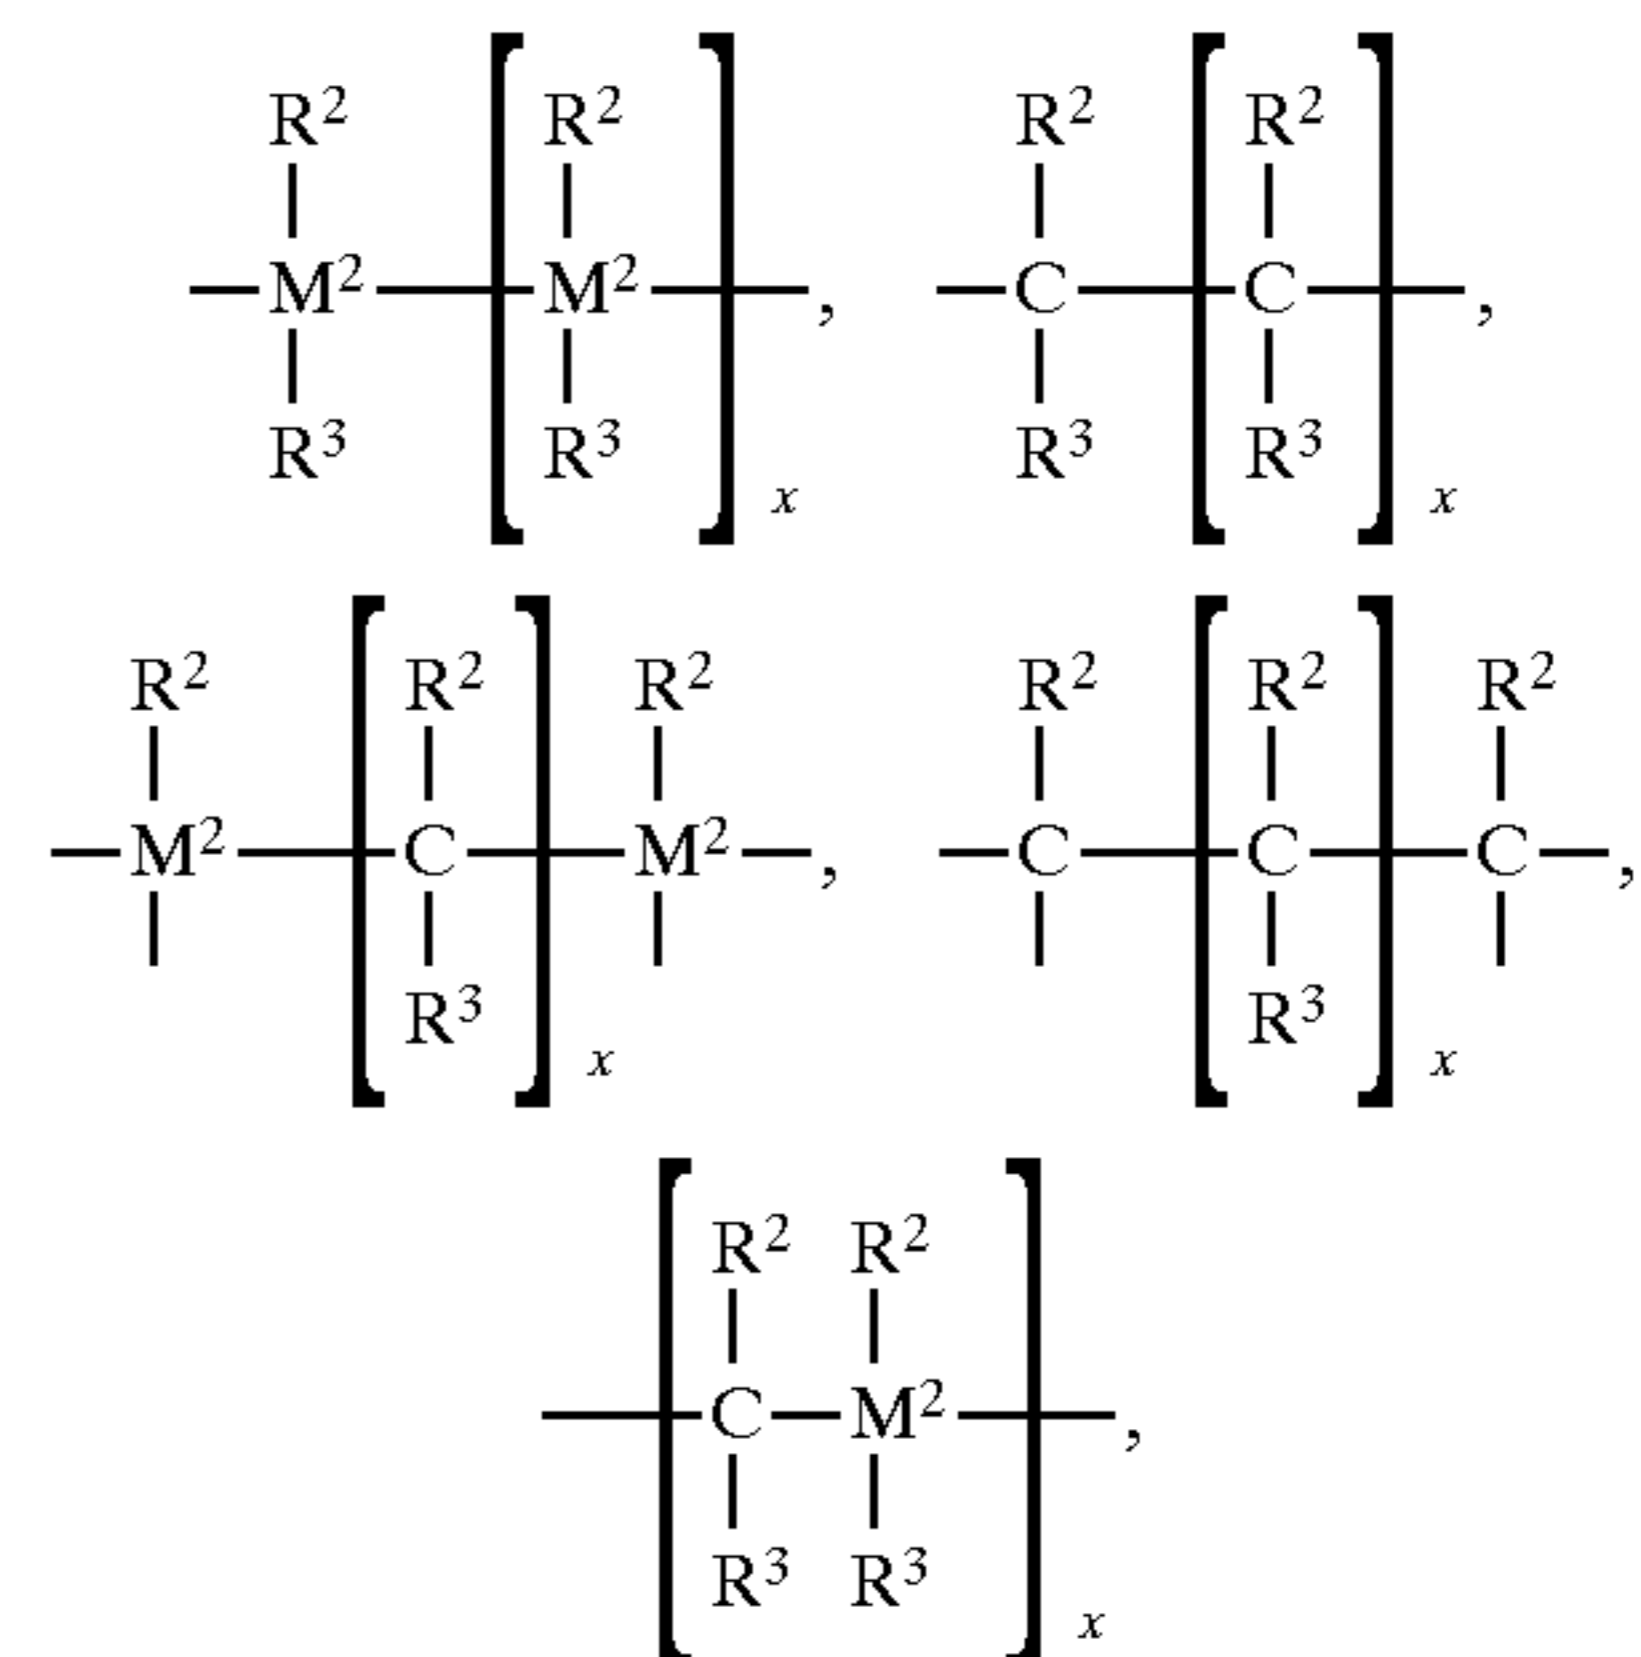 R² R² R² R²
—M²—[—M²—]—, —C—[—C—]—,
R³ R³ R³ R³
x x
R² R² R² R² R² R²
—M²—[—C—]—M²—, —C—[—C—]—C—,
R³ R³
x x
R² R²
—[—C—M²—]—,
R³ R³
x